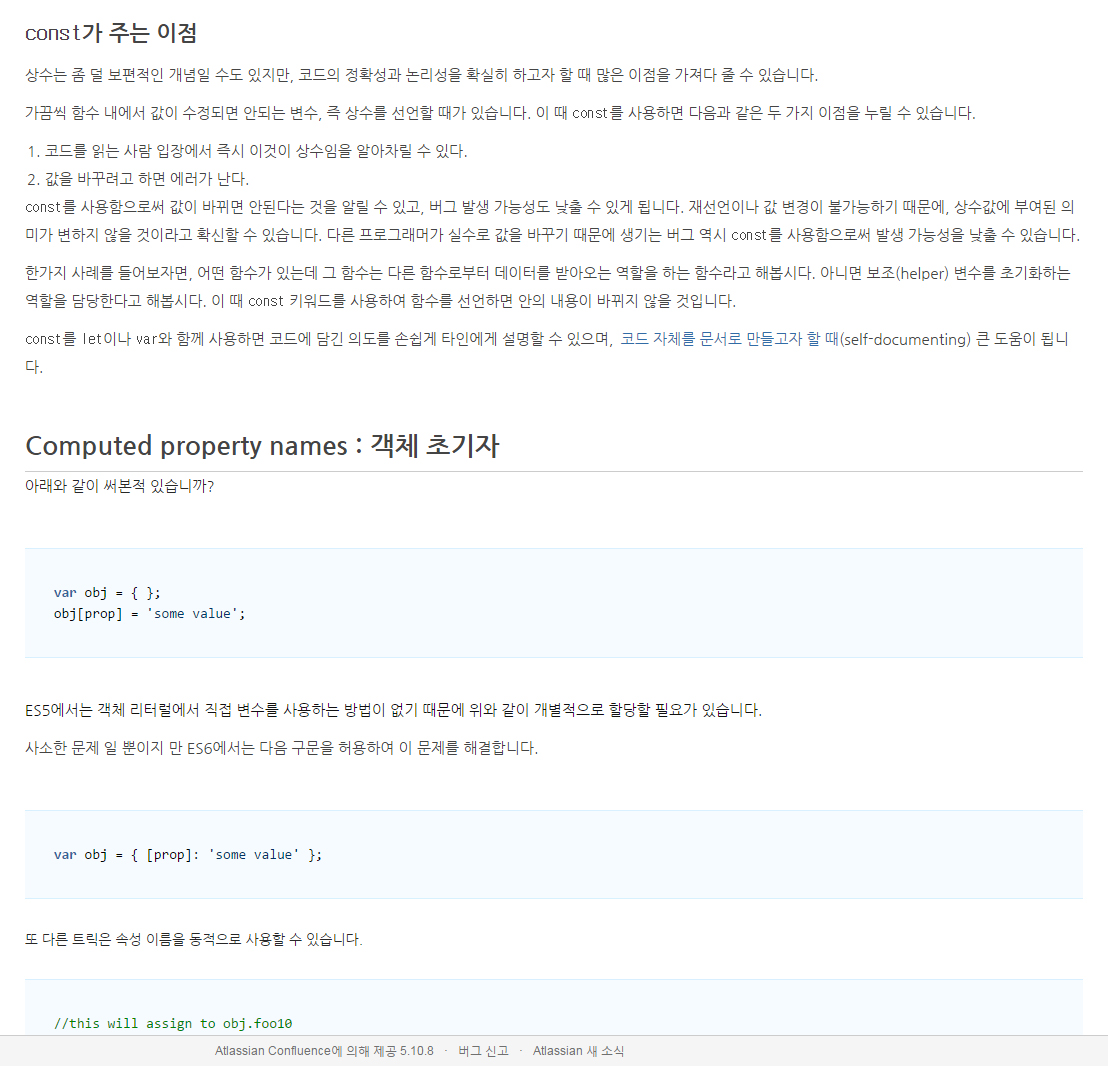 const가 주는 이점
상수는 좀 덜 보편적인 개념일 수도 있지만, 코드의 정확성과 논리성을 확실히 하고자 할 때 많은 이점을 가져다 줄 수 있습니다.
가끔씩 함수 내에서 값이 수정되면 안되는 변수, 즉 상수를 선언할 때가 있습니다. 이 때 const를 사용하면 다음과 같은 두 가지 이점을 누릴 수 있습니다.
1. 코드를 읽는 사람 입장에서 즉시 이것이 상수임을 알아차릴 수 있다.
2. 값을 바꾸려고 하면 에러가 난다.
const를 사용함으로써 값이 바뀌면 안된다는 것을 알릴 수 있고, 버그 발생 가능성도 낮출 수 있게 됩니다. 재선언이나 값 변경이 불가능하기 때문에, 상수값에 부여된 의
미가 변하지 않을 것이라고 확신할 수 있습니다. 다른 프로그래머가 실수로 값을 바꾸기 때문에 생기는 버그 역시 const를 사용함으로써 발생 가능성을 낮출 수 있습니다.
한가지 사례를 들어보자면, 어떤 함수가 있는데 그 함수는 다른 함수로부터 데이터를 받아오는 역할을 하는 함수라고 해봅시다. 아니면 보조(helper) 변수를 초기화하는
역할을 담당한다고 해봅시다. 이 때 const 키워드를 사용하여 함수를 선언하면 안의 내용이 바뀌지 않을 것입니다.
const를 let이나 var와 함께 사용하면 코드에 담긴 의도를 손쉽게 타인에게 설명할 수 있으며, 코드 자체를 문서로 만들고자 할 때(self-documenting) 큰 도움이 됩니
다.
Computed property names : 객체 초기자
아래와 같이 써본적 있습니까?
var obj = { };
obj[prop] = 'some value';
ES5에서는 객체 리터럴에서 직접 변수를 사용하는 방법이 없기 때문에 위와 같이 개별적으로 할당할 필요가 있습니다.
사소한 문제 일 뿐이지 만 ES6에서는 다음 구문을 허용하여 이 문제를 해결합니다.
var obj = { [prop]: 'some value' };
또 다른 트릭은 속성 이름을 동적으로 사용할 수 있습니다.
//this will assign to obj.foo10
Atlassian Confluence에 의해 제공 5.10.8 · 버그 신고 · Atlassian 새 소식